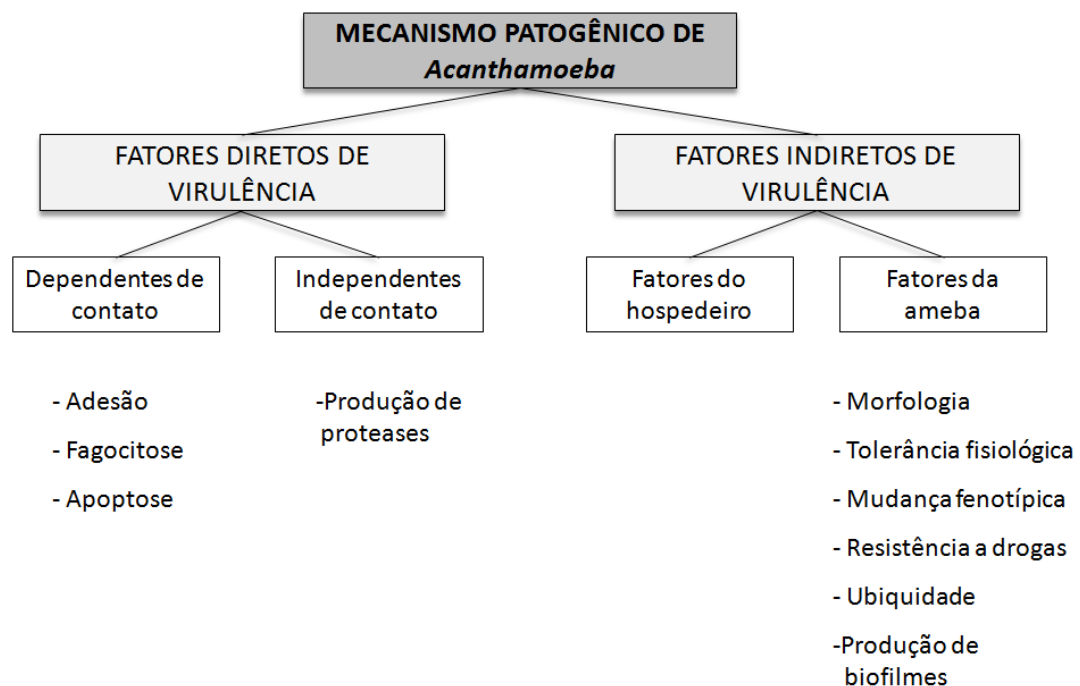 MECANISMO PATOGÊNICO DE
Acanthamoeba
FATORES DIRETOS DE
VIRULÊNCIA
FATORES INDIRETOS DE
VIRULÊNCIA
Dependentes de
contato
Independentes
de contato
Fatores do
hospedeiro
Fatores da
ameba
- Adesão
- Fagocitose
- Apoptose
-Produção de
proteases
- Morfologia
- Tolerância fisiológica
- Mudança fenotípica
- Resistência a drogas
- Ubiquidade
-Produção de
biofilmes